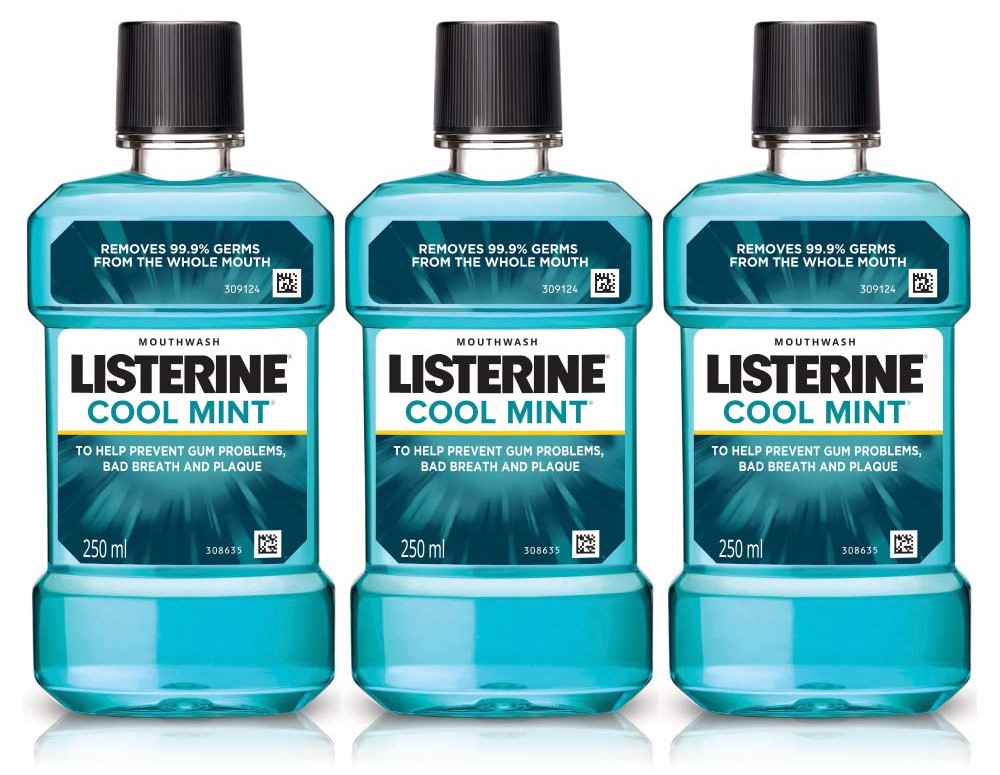 REMOVES 99.9% GERMS
FROM THE WHOLE MOUTH
309124
MOUTHWASH
LISTERINE®
COOL MINT®
TO HELP PREVENT GUM PROBLEMS,
BAD BREATH AND PLAQUE
250 ml
308635
REMOVES 99.9% GERMS
FROM THE WHOLE MOUTH
309124
MOUTHWASH
LISTERINE®
COOL MINT®
TO HELP PREVENT GUM PROBLEMS,
BAD BREATH AND PLAQUE
250 ml
308635
REMOVES 99.9% GERMS
FROM THE WHOLE MOUTH
309124
MOUTHWASH
LISTERINE®
COOL MINT®
TO HELP PREVENT GUM PROBLEMS,
BAD BREATH AND PLAQUE
250 ml
308635